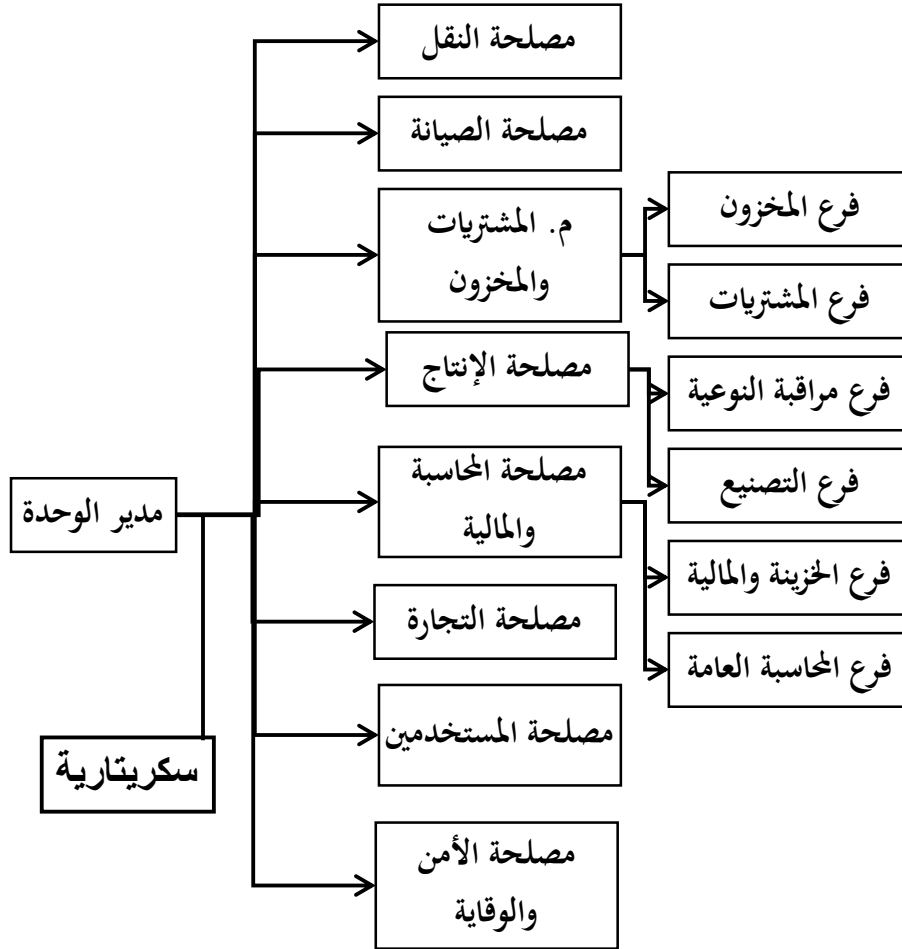 مصلحة النقل
مصلحة الصيانة
م. المشتريات
والمخزون
فرع المخزون
فرع المشتريات
مصلحة الإنتاج
فرع مراقبة النوعية
فرع التصنيع
مصلحة المحاسبة
والمالية
مدير الوحدة
فرع الخزينة والمالية
فرع المحاسبة العامة
مصلحة التجارة
مصلحة المستخدمين
سكريتارية
مصلحة الأمن
والوقاية